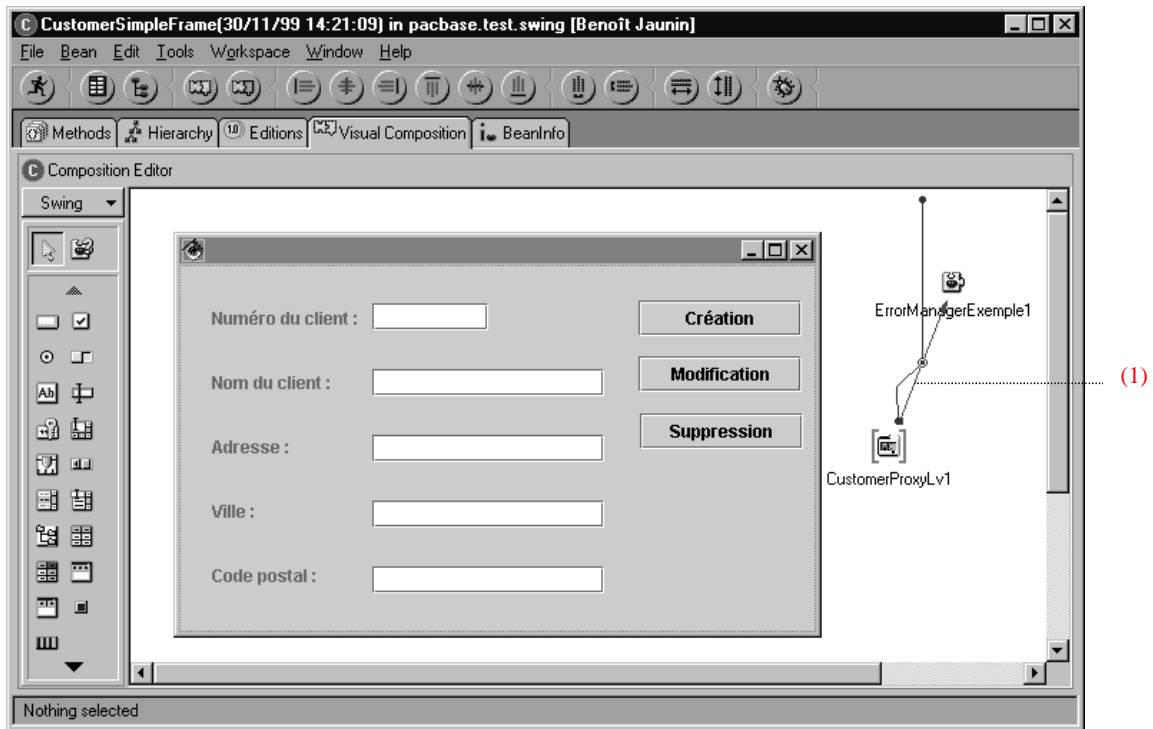 CustomerSimpleFrame(30/11/99 14:21:09) in pacbase.test.swing [Benoît Jaunin]
File Bean Edit Tools Workspace Window Help
Methods Hierarchy 1.0 Editions Visual Composition BeanInfo
Composition Editor
Swing
Numéro du client :
Création
ErrorManagerExemple1
Nom du client :
Modification
(1)
Ab
Adresse :
Suppression
CustomerProxyLv1
Ville :
Code postal :
Nothing selected